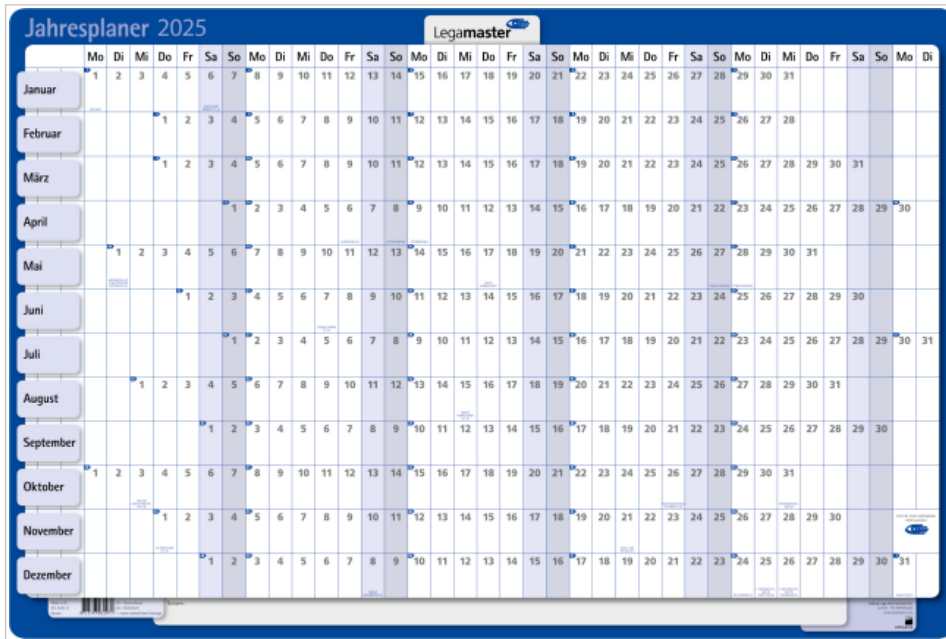 Jahresplaner 2025
Legamaster
Mo Di Mi Do Fr Sa So Mo Di Mi Do Fr Sa So Mo Di Mi Do Fr Sa So Mo Di Mi Do Fr Sa So Mo Di Mi Do Fr Sa So Mo Di
Januar 1 2 3 4 5 6 7 8 9 10 11 12 13 14 15 16 17 18 19 20 21 22 23 24 25 26 27 28 29 30 31
Februar 1 2 3 4 5 6 7 8 9 10 11 12 13 14 15 16 17 18 19 20 21 22 23 24 25 26 27 28
März 1 2 3 4 5 6 7 8 9 10 11 12 13 14 15 16 17 18 19 20 21 22 23 24 25 26 27 28 29 30 31
April 1 2 3 4 5 6 7 8 9 10 11 12 13 14 15 16 17 18 19 20 21 22 23 24 25 26 27 28 29 30
Mai 1 2 3 4 5 6 7 8 9 10 11 12 13 14 15 16 17 18 19 20 21 22 23 24 25 26 27 28 29 30 31
Juni 1 2 3 4 5 6 7 8 9 10 11 12 13 14 15 16 17 18 19 20 21 22 23 24 25 26 27 28 29 30
Juli 1 2 3 4 5 6 7 8 9 10 11 12 13 14 15 16 17 18 19 20 21 22 23 24 25 26 27 28 29 30 31
August 1 2 3 4 5 6 7 8 9 10 11 12 13 14 15 16 17 18 19 20 21 22 23 24 25 26 27 28 29 30 31
September 1 2 3 4 5 6 7 8 9 10 11 12 13 14 15 16 17 18 19 20 21 22 23 24 25 26 27 28 29 30
Oktober 1 2 3 4 5 6 7 8 9 10 11 12 13 14 15 16 17 18 19 20 21 22 23 24 25 26 27 28 29 30 31
November 1 2 3 4 5 6 7 8 9 10 11 12 13 14 15 16 17 18 19 20 21 22 23 24 25 26 27 28 29 30
Dezember 1 2 3 4 5 6 7 8 9 10 11 12 13 14 15 16 17 18 19 20 21 22 23 24 25 26 27 28 29 30 31